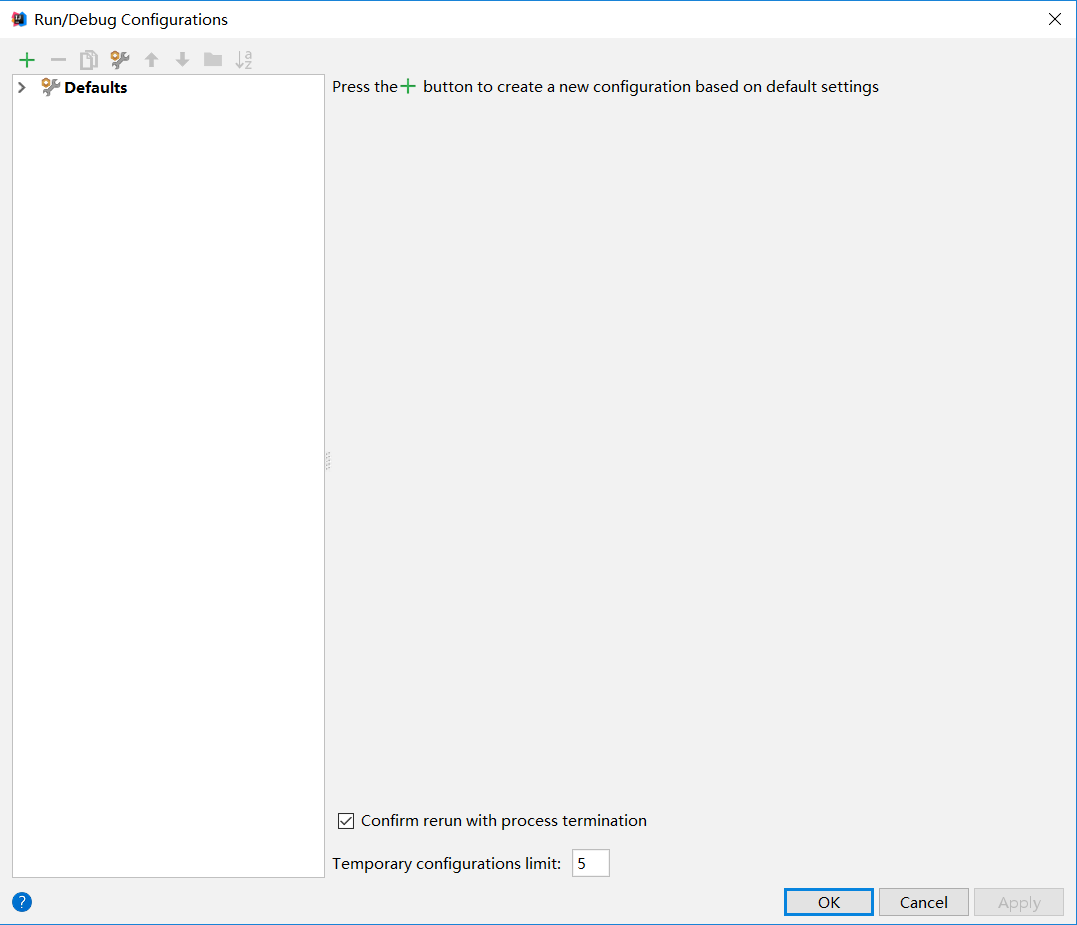 Run/Debug Configurations
Defaults
Press the + button to create a new configuration based on default settings
Confirm rerun with process termination
Temporary configurations limit: 5
? OK Cancel Apply